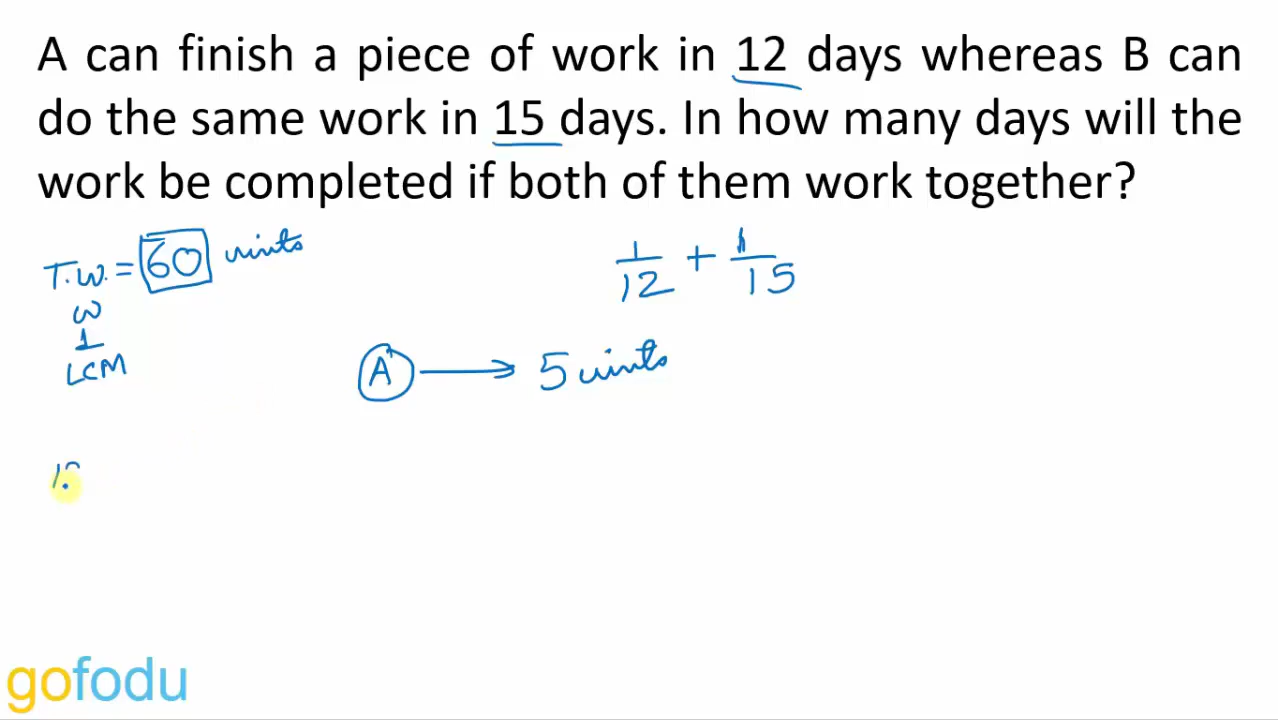 A can finish a piece of work in 12 days whereas B can
do the same work in 15 days. In how many days will the
work be completed if both of them work together?
T.W. = 60 units
W
1
LCM
1/12 + 1/15
A → 5 units
gofodu